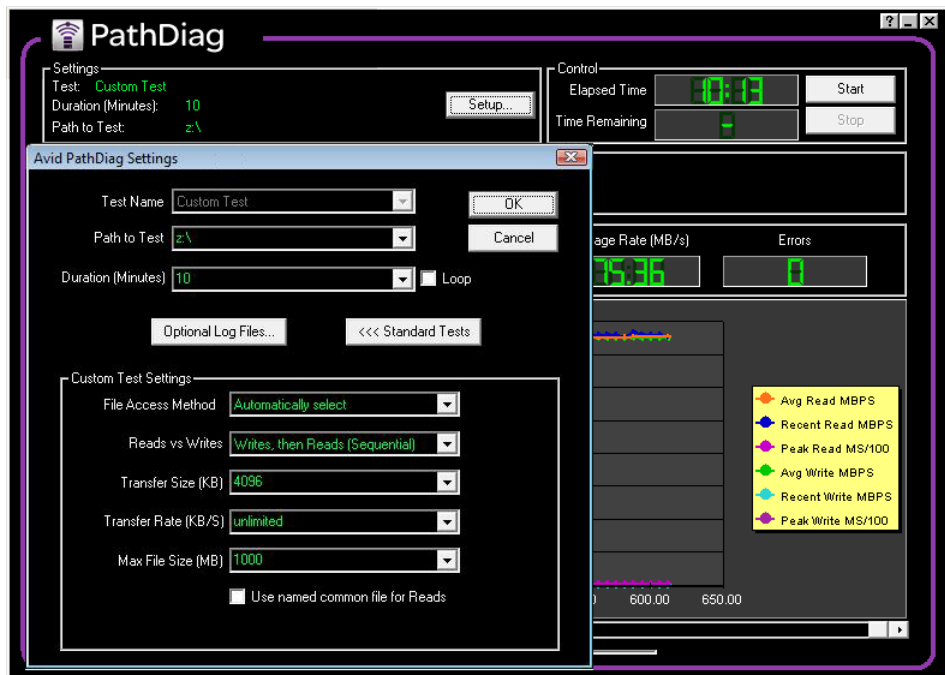 PathDiag
Settings
Test: Custom Test
Duration (Minutes): 10
Path to Test: z:\
Setup...
Control
Elapsed Time 10:13
Time Remaining -
Start
Stop
Avid PathDiag Settings
Test Name Custom Test
Path to Test z:\
Duration (Minutes) 10
Loop
OK
Cancel
Optional Log Files...
<<< Standard Tests
Custom Test Settings
File Access Method Automatically select
Reads vs Writes Writes, then Reads (Sequential)
Transfer Size (KB) 4096
Transfer Rate (KB/S) unlimited
Max File Size (MB) 1000
Use named common file for Reads
age Rate (MB/s)
75.36
Errors
0
Avg Read MBPS
Recent Read MBPS
Peak Read MS/100
Avg Write MBPS
Recent Write MBPS
Peak Write MS/100
600.00 650.00